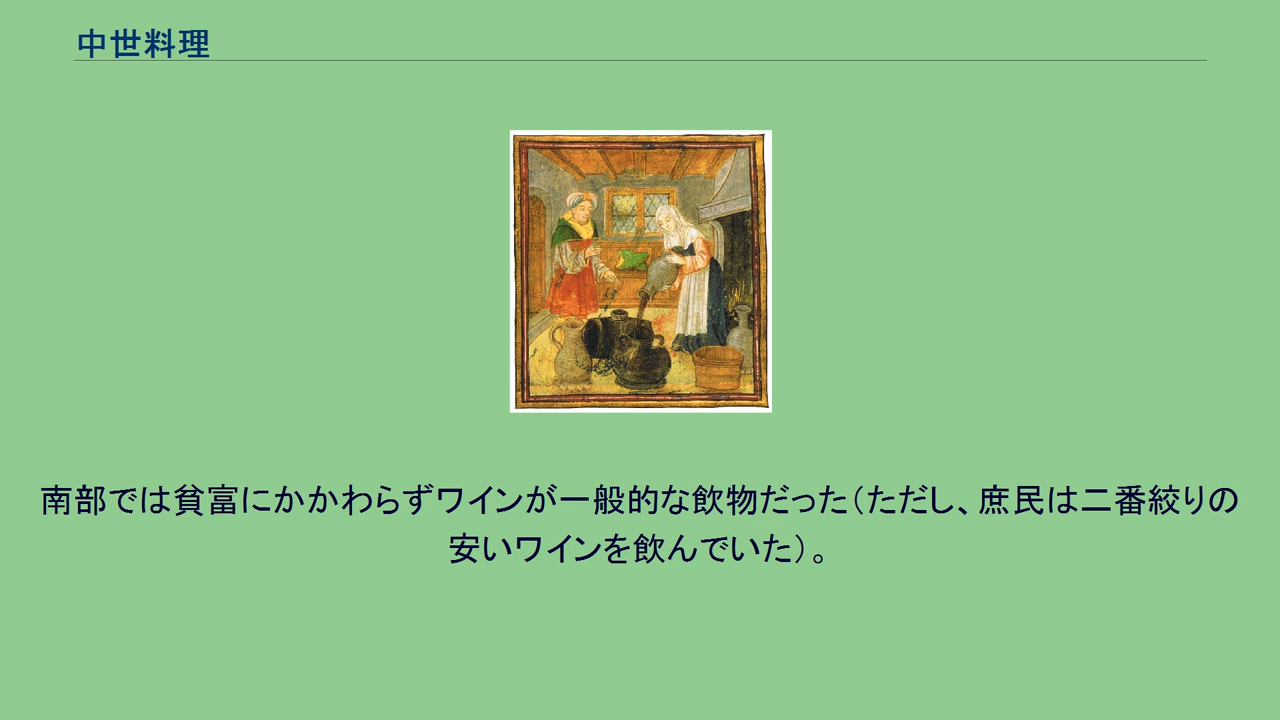 中世料理
南部では貧富にかかわらずワインが一般的な飲物だった（ただし、庶民は二番絞りの
安いワインを飲んでいた）。